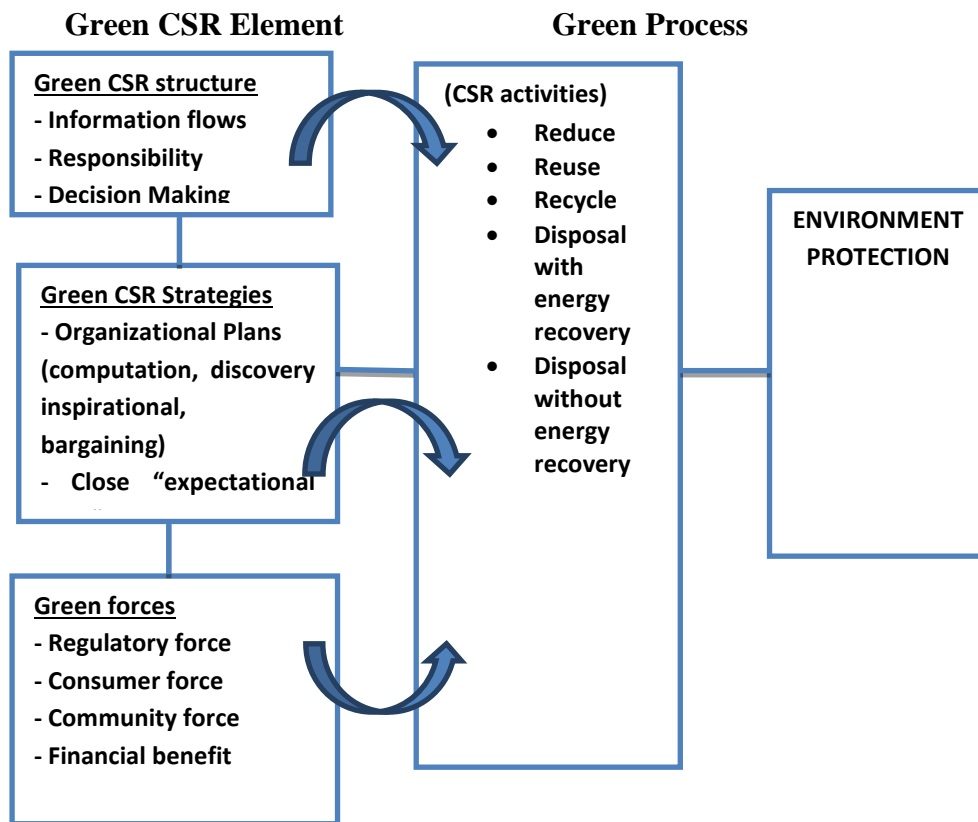 Green CSR Element
Green Process
Green CSR structure
- Information flows
- Responsibility
- Decision Making
Green CSR Strategies
- Organizational Plans
(computation, discovery
inspirational,
bargaining)
- Close “expectational
Green forces
- Regulatory force
- Consumer force
- Community force
- Financial benefit
(CSR activities)
• Reduce
• Reuse
• Recycle
• Disposal
with
energy
recovery
• Disposal
without
energy
recovery
ENVIRONMENT
PROTECTION